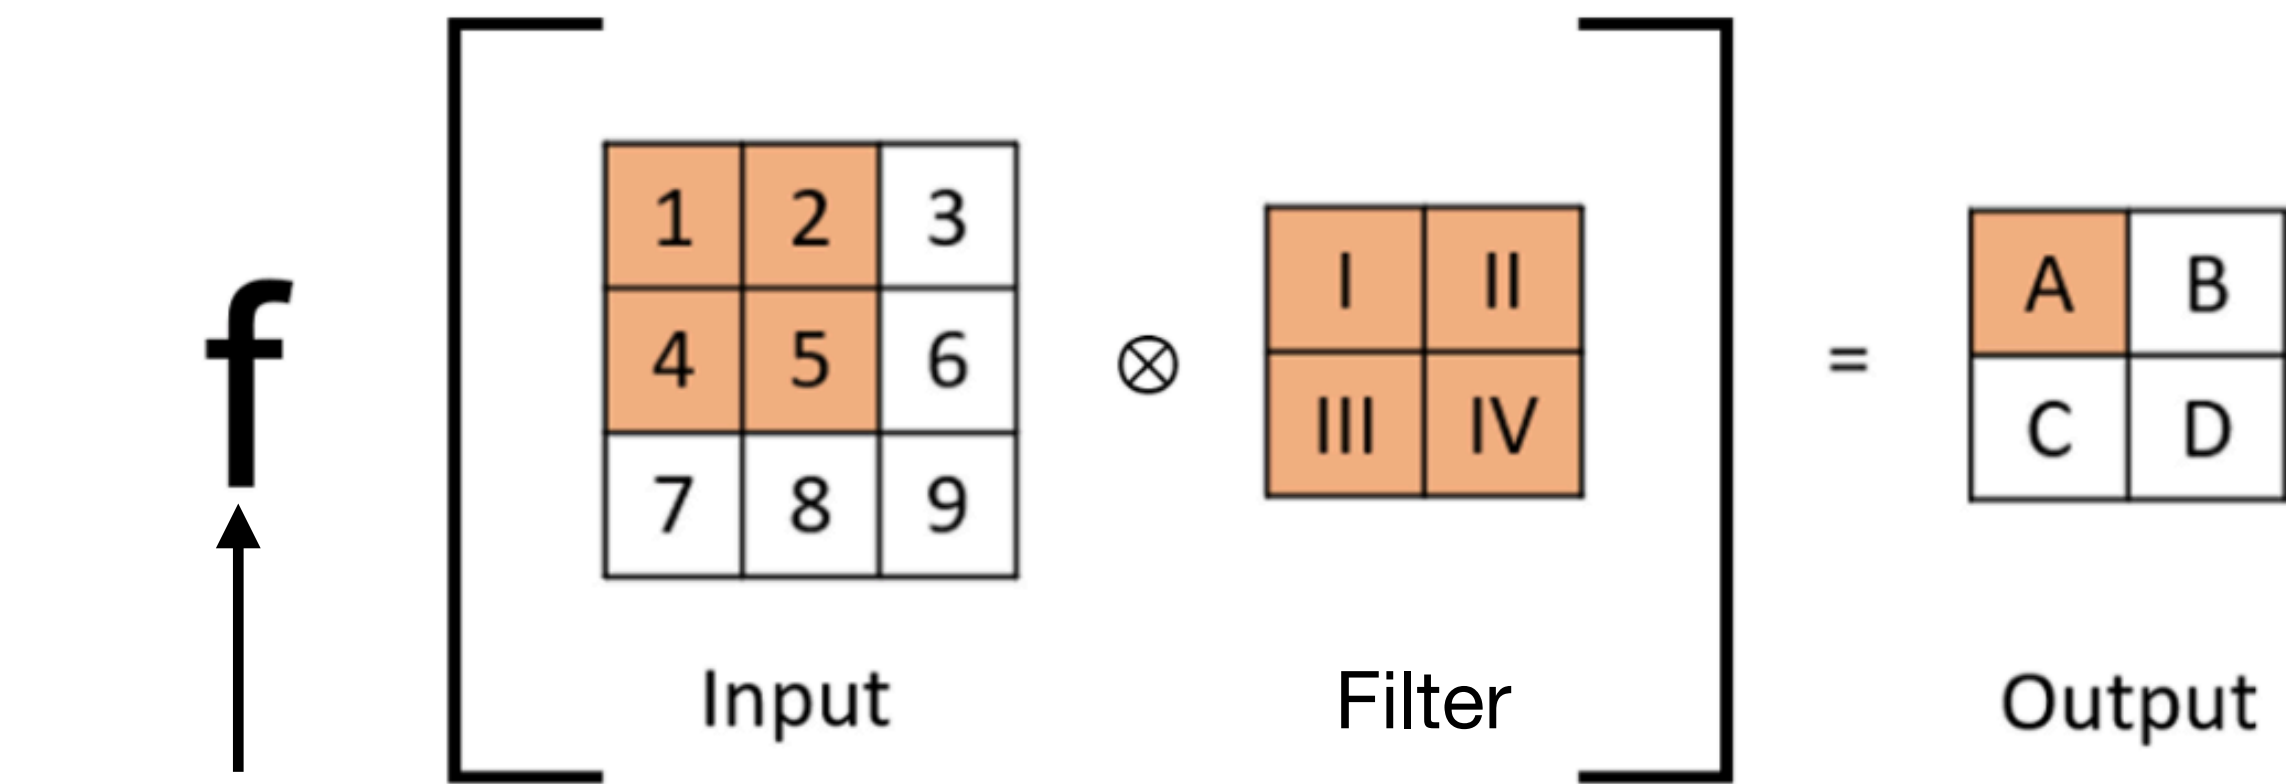 f
1 2 3
4 5 6
7 8 9
⊗
I II
III IV
=
A B
C D
Input
Filter
Output